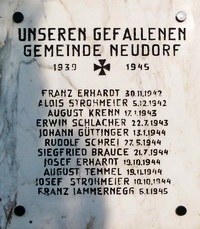 UNSEREN GEFALLENEN
GEMEINDE NEUDORF
1939 1945
FRANZ ERHARDT 30.11.1942
ALOIS STROHMEIER 5.12.1942
AUGUST KRENN 17.1.1943
ERWIN SCHLACHER 22.7.1943
JOHANN GÜTTINGER 13.1.1944
RUDOLF SCHREI 27.5.1944
SIEGFRIED BRAUCE 21.7.1944
JOSEF ERHARDT 19.10.1944
AUGUST TEMMEL 19.11.1944
JOSEF STROHMEIER 10.10.1944
FRANZ JAMMERNEGG 5.1.1945